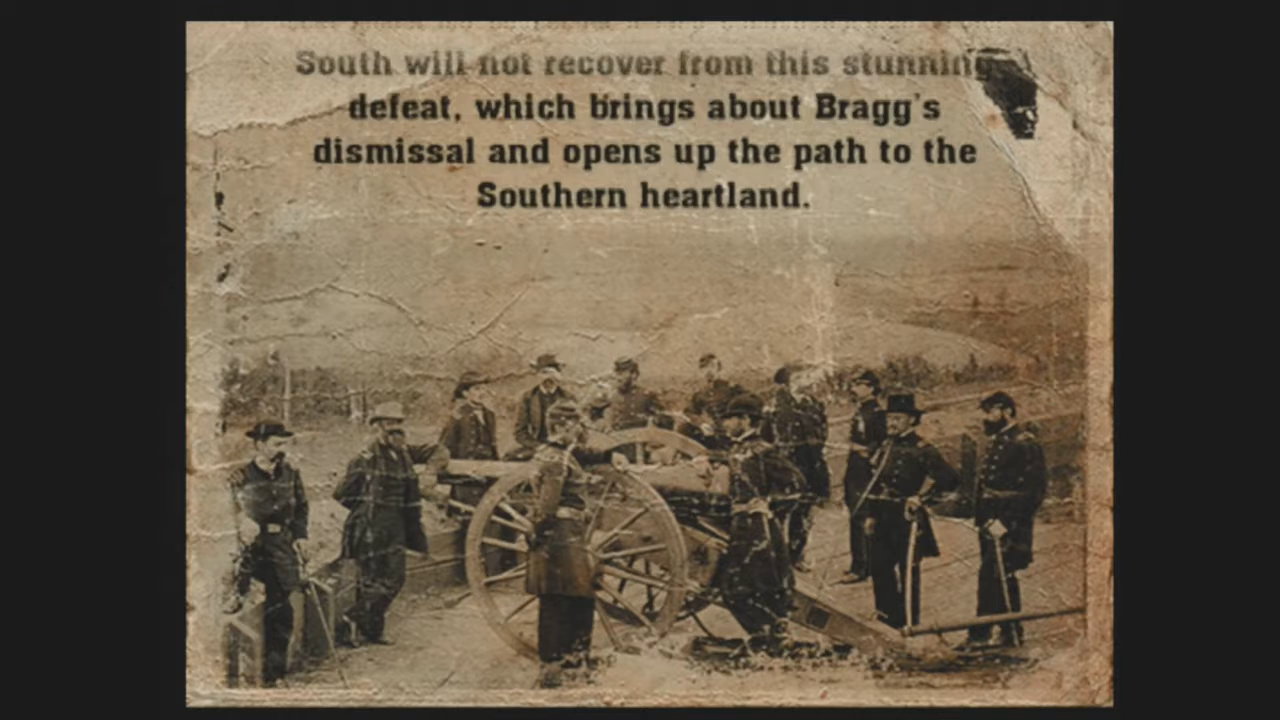 South will not recover from this stunning
defeat, which brings about Bragg's
dismissal and opens up the path to the
Southern heartland.